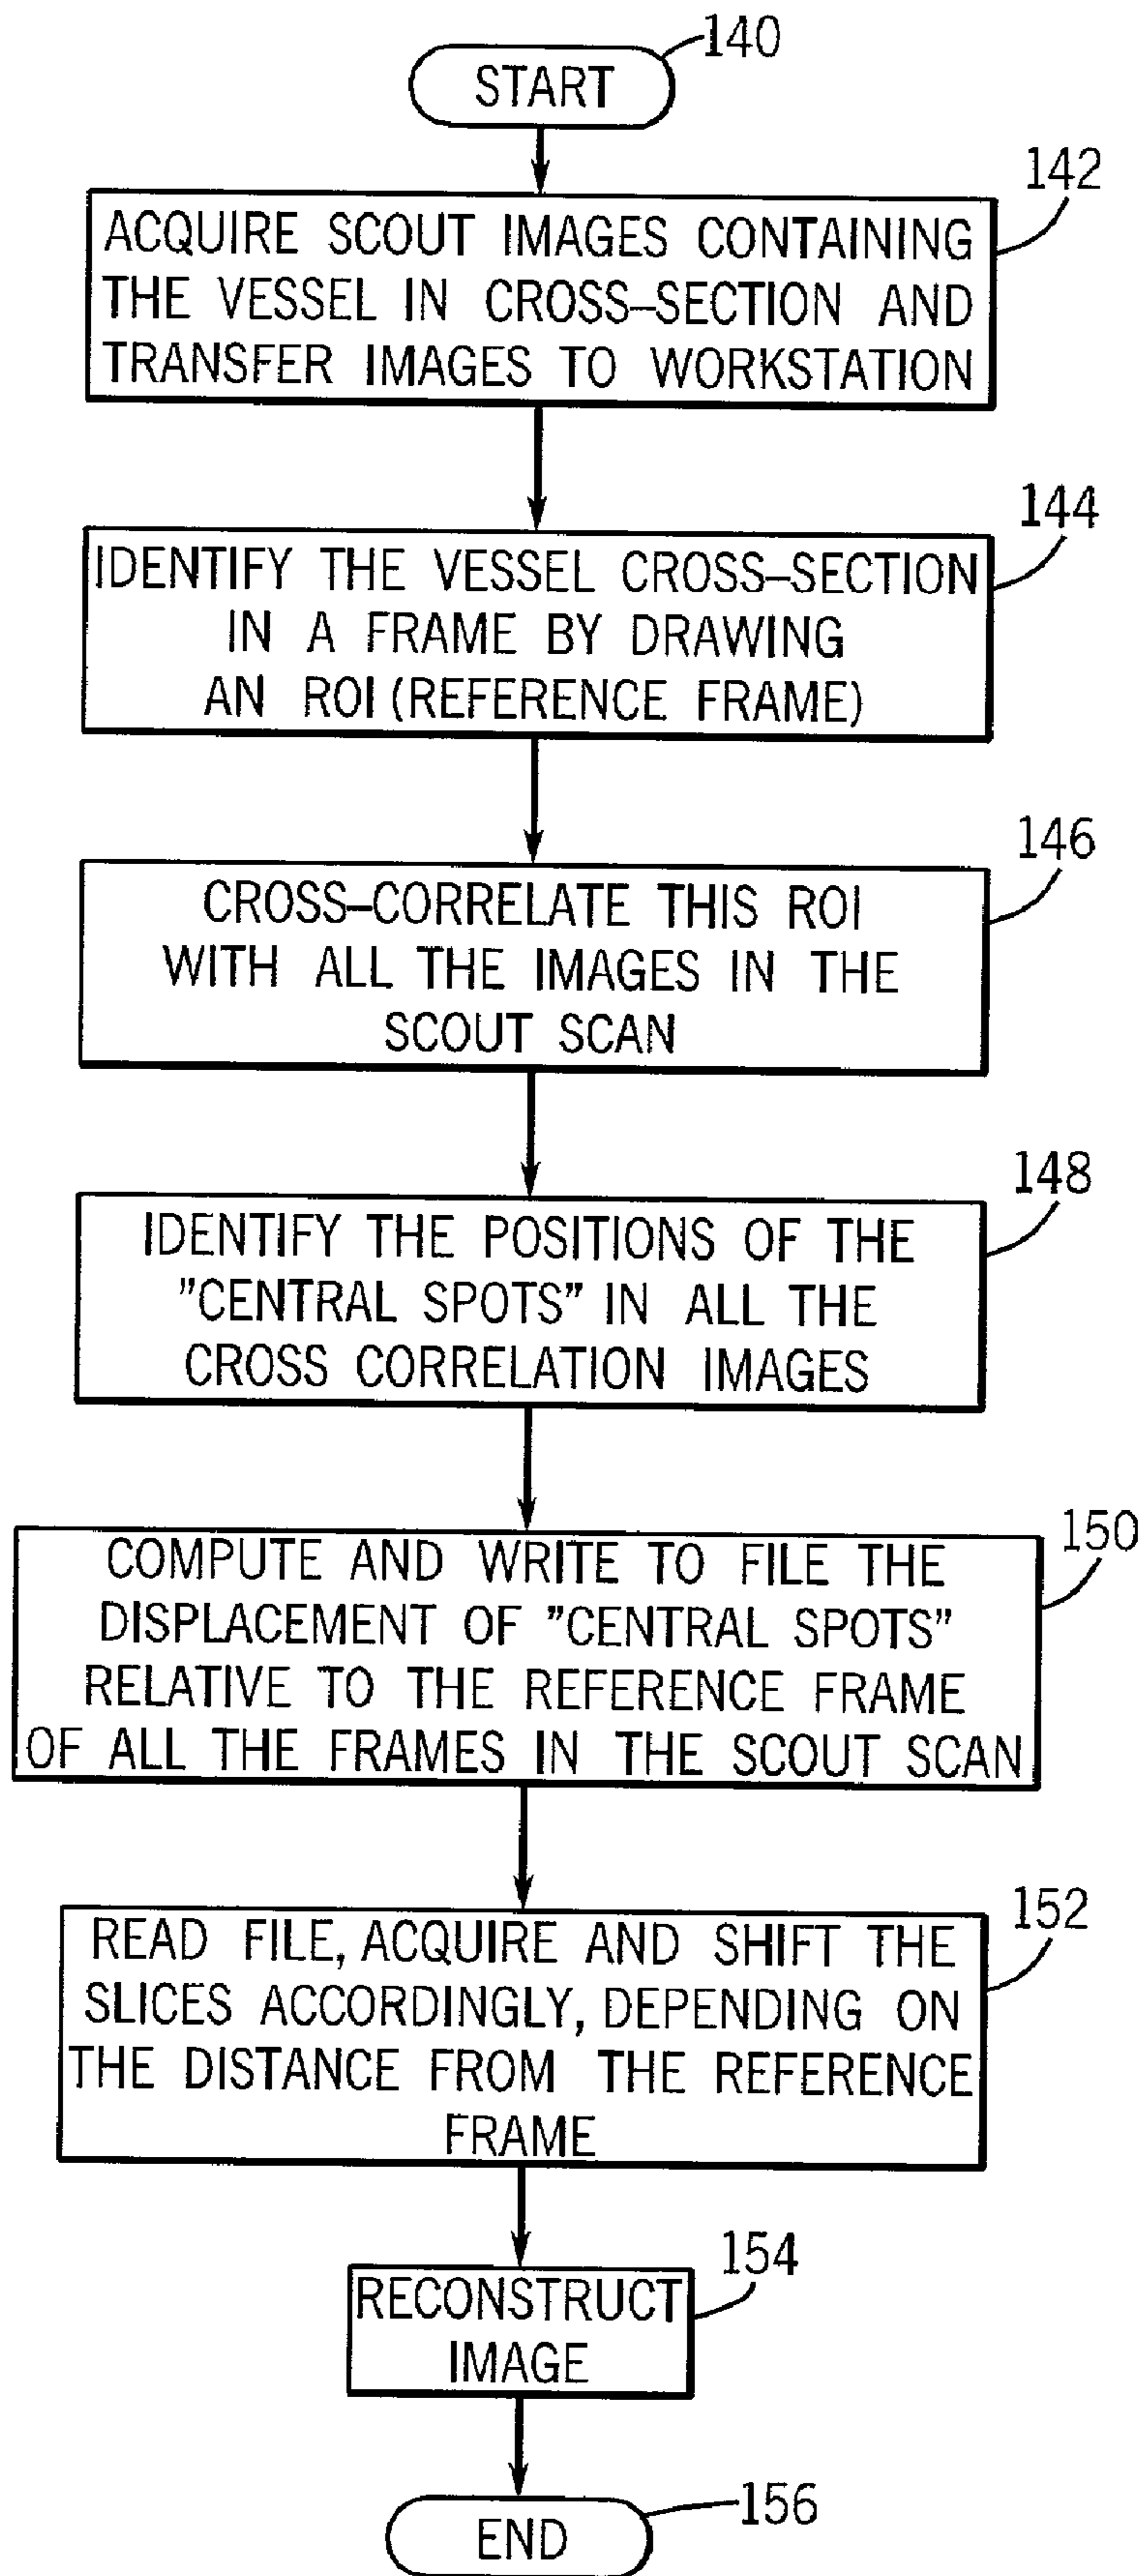 140
START
142
ACQUIRE SCOUT IMAGES CONTAINING
THE VESSEL IN CROSS–SECTION AND
TRANSFER IMAGES TO WORKSTATION
144
IDENTIFY THE VESSEL CROSS–SECTION
IN A FRAME BY DRAWING
AN ROI (REFERENCE FRAME)
146
CROSS–CORRELATE THIS ROI
WITH ALL THE IMAGES IN THE
SCOUT SCAN
148
IDENTIFY THE POSITIONS OF THE
"CENTRAL SPOTS" IN ALL THE
CROSS CORRELATION IMAGES
150
COMPUTE AND WRITE TO FILE THE
DISPLACEMENT OF "CENTRAL SPOTS"
RELATIVE TO THE REFERENCE FRAME
OF ALL THE FRAMES IN THE SCOUT SCAN
152
READ FILE, ACQUIRE AND SHIFT THE
SLICES ACCORDINGLY, DEPENDING ON
THE DISTANCE FROM THE REFERENCE
FRAME
154
RECONSTRUCT
IMAGE
156
END